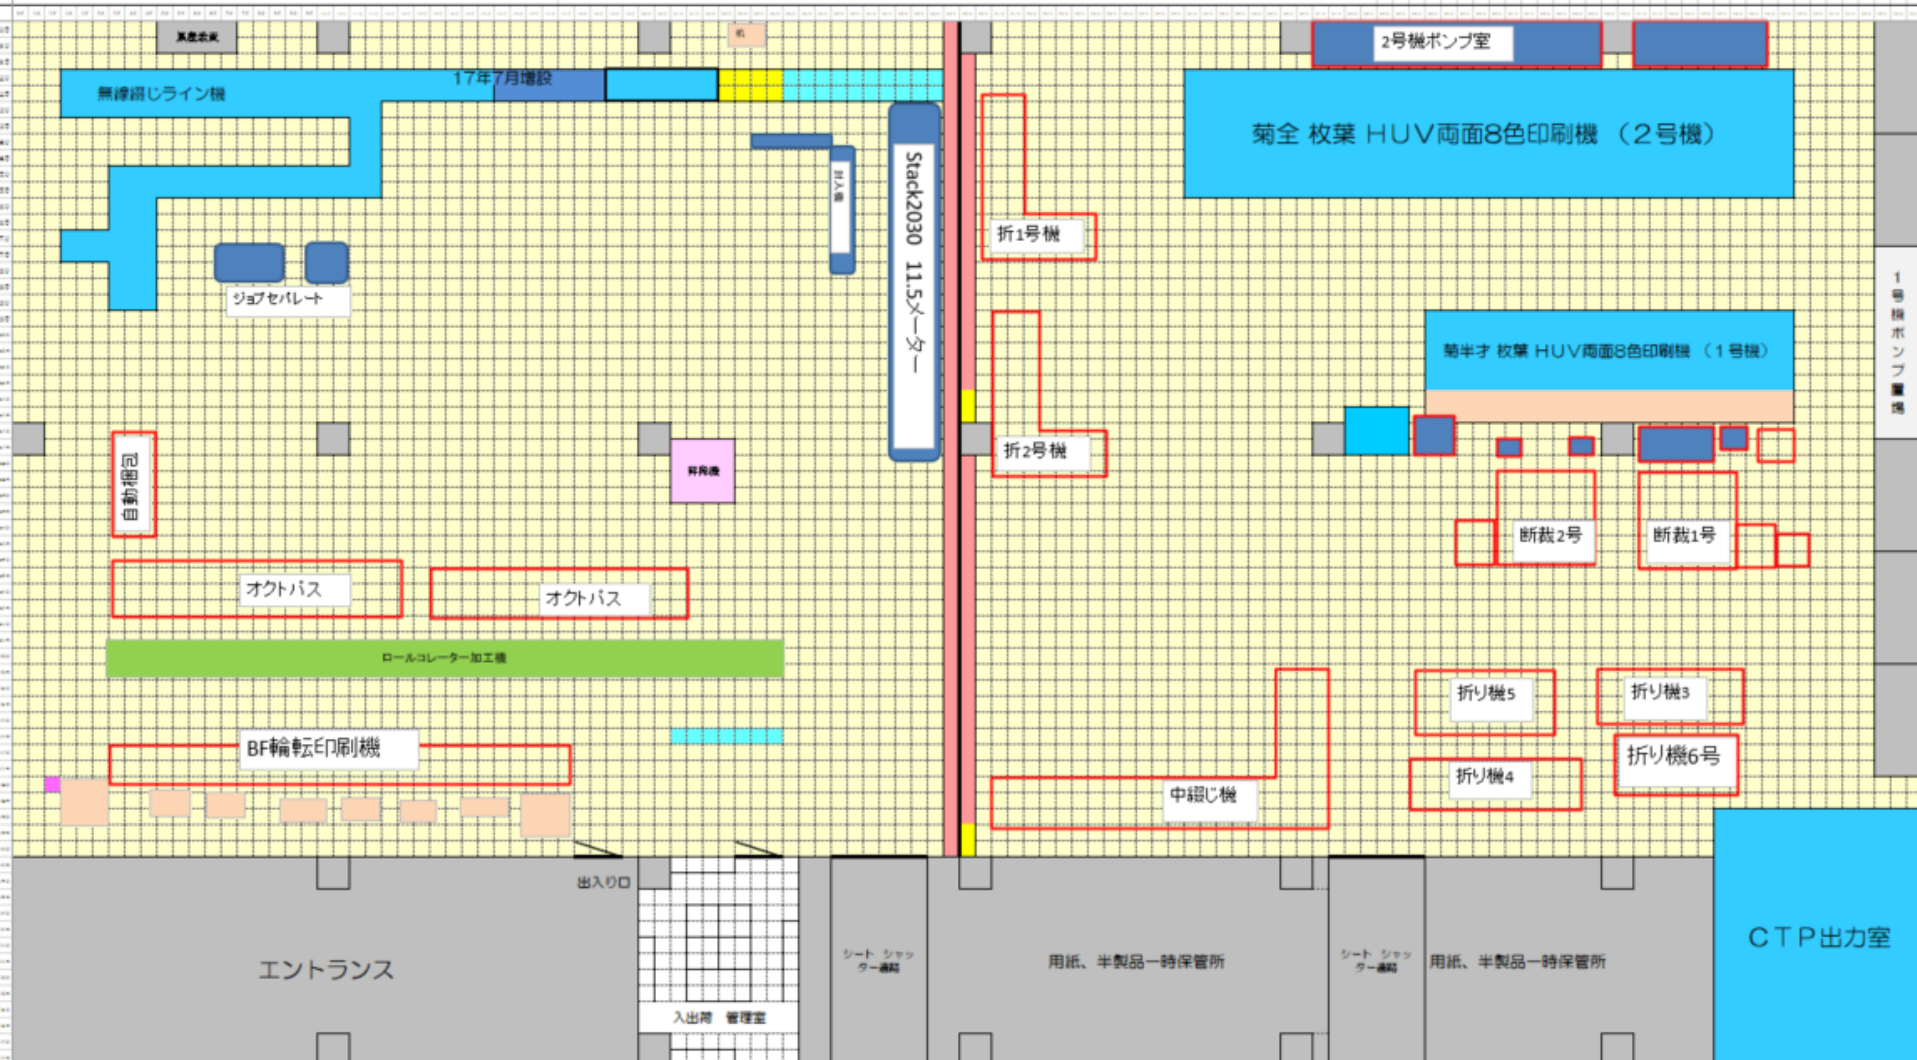 机
2号機ポンプ室
17年7月増設
無線綴じライン機
菊全 枚葉 ＨＵＶ両面8色印刷機 （２号機）
封入機
Stack2030 11.5メーター
折1号機
ジョブセパレート
1号機ポンプ置場
菊半才 枚葉 ＨＵＶ両面8色印刷機 （１号機）
折2号機
昇降機
自動梱包
断裁2号
断裁1号
オクトパス
オクトパス
ロールコレーター加工機
折り機5
折り機3
BF輪転印刷機
折り機6号
折り機4
中綴じ機
出入り口
ＣＴＰ出力室
シート シャッ
ター通路
用紙、半製品一時保管所
シート シャッ
ター通路
用紙、半製品一時保管所
エントランス
入出荷 管理室